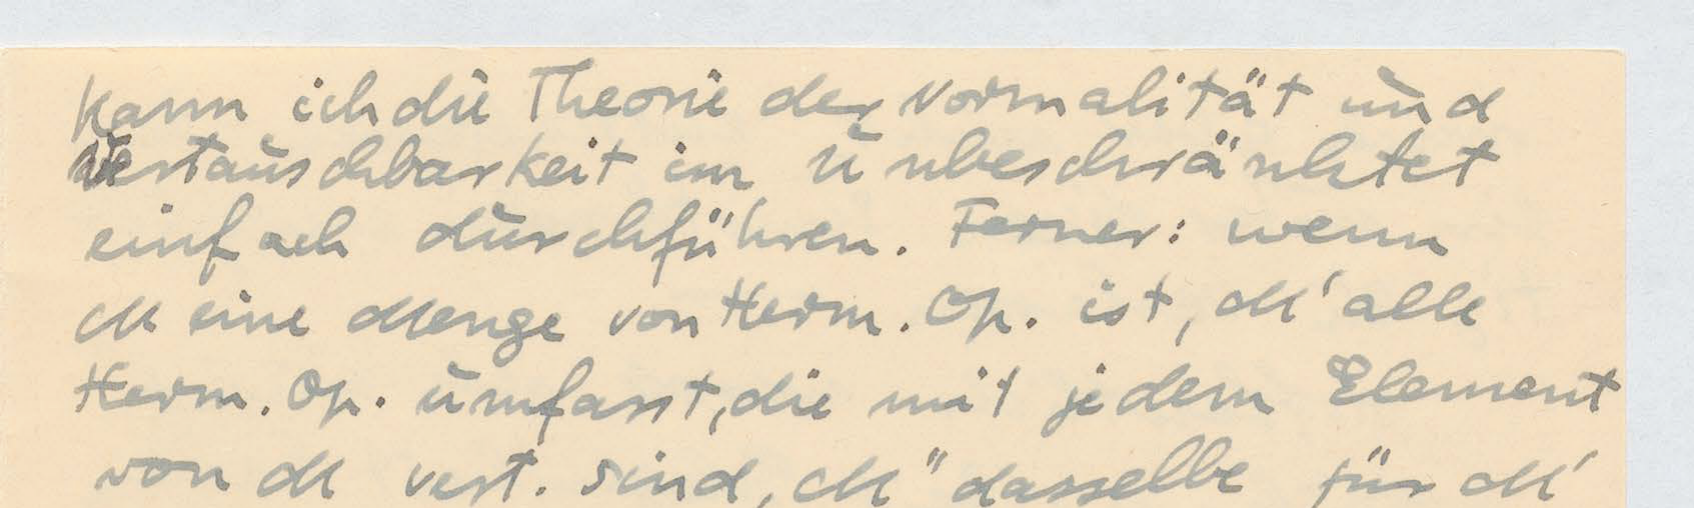 kann ich die Theorie der Normalität und
Vertauschbarkeit im Unbeschränktet
einfach durchführen. Ferner: wenn
M eine Menge von Herm. Op. ist, M' alle
Herm. Op. umfasst, die mit jedem Element
von M vert. sind, M" dasselbe für M'